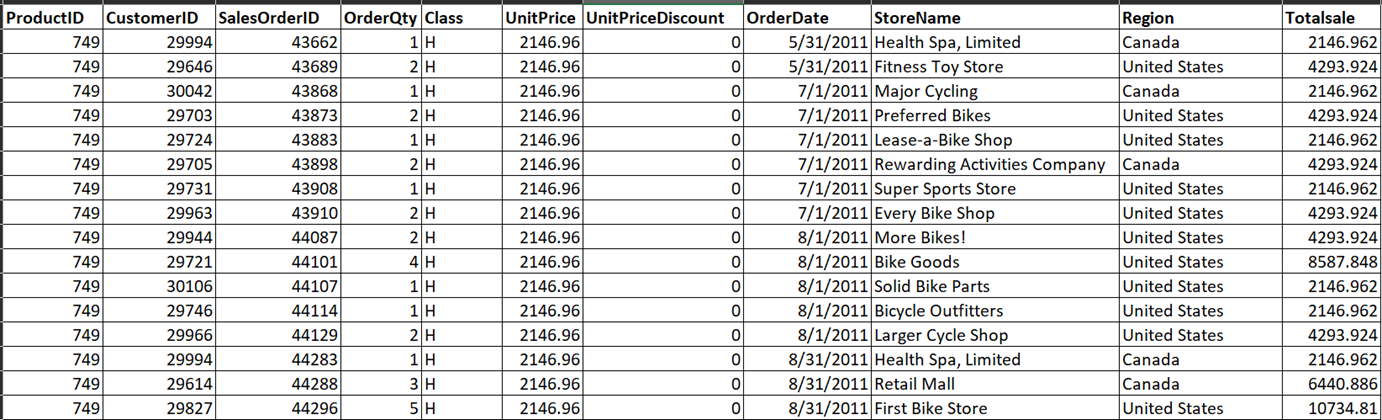 ProductID CustomerID SalesOrderID OrderQty Class UnitPrice UnitPriceDiscount OrderDate StoreName Region Totalsale
749 29994 43662 1 H 2146.96 0 5/31/2011 Health Spa, Limited Canada 2146.962
749 29646 43689 2 H 2146.96 0 5/31/2011 Fitness Toy Store United States 4293.924
749 30042 43868 1 H 2146.96 0 7/1/2011 Major Cycling Canada 2146.962
749 29703 43873 2 H 2146.96 0 7/1/2011 Preferred Bikes United States 4293.924
749 29724 43883 1 H 2146.96 0 7/1/2011 Lease-a-Bike Shop United States 2146.962
749 29705 43898 2 H 2146.96 0 7/1/2011 Rewarding Activities Company Canada 4293.924
749 29731 43908 1 H 2146.96 0 7/1/2011 Super Sports Store United States 2146.962
749 29963 43910 2 H 2146.96 0 7/1/2011 Every Bike Shop United States 4293.924
749 29944 44087 2 H 2146.96 0 8/1/2011 More Bikes! United States 4293.924
749 29721 44101 4 H 2146.96 0 8/1/2011 Bike Goods United States 8587.848
749 30106 44107 1 H 2146.96 0 8/1/2011 Solid Bike Parts United States 2146.962
749 29746 44114 1 H 2146.96 0 8/1/2011 Bicycle Outfitters United States 2146.962
749 29966 44129 2 H 2146.96 0 8/1/2011 Larger Cycle Shop United States 4293.924
749 29994 44283 1 H 2146.96 0 8/31/2011 Health Spa, Limited Canada 2146.962
749 29614 44288 3 H 2146.96 0 8/31/2011 Retail Mall Canada 6440.886
749 29827 44296 5 H 2146.96 0 8/31/2011 First Bike Store United States 10734.81